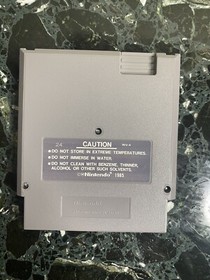 CAUTION
●DO NOT STORE IN EXTREME TEMPERATURES.
●DO NOT IMMERSE IN WATER.
●DO NOT CLEAN WITH BENZENE, THINNER,
ALCOHOL OR OTHER SUCH SOLVENTS.
Nintendo 1985